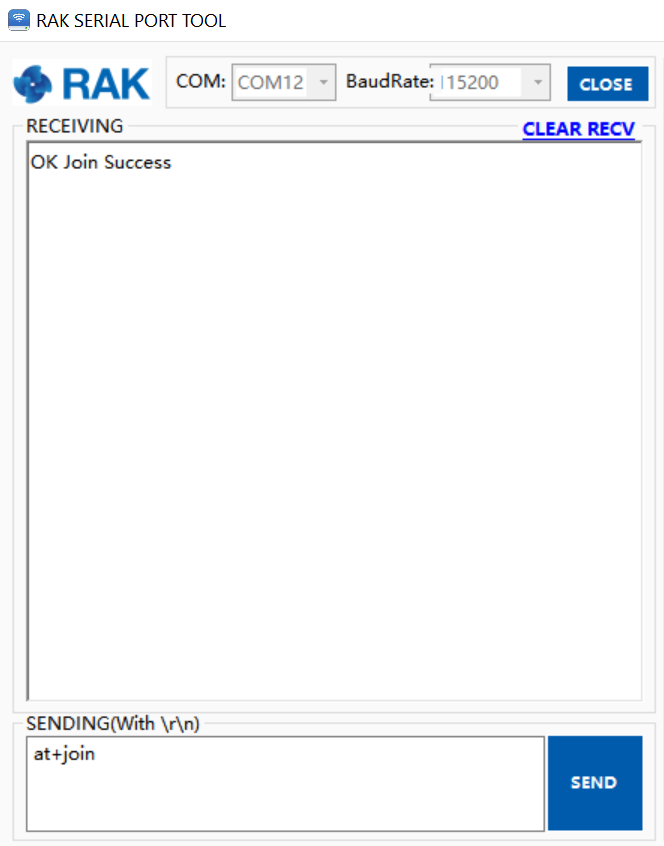 RAK SERIAL PORT TOOL
RAK COM: COM12 BaudRate: 115200 CLOSE
RECEIVING CLEAR RECV
OK Join Success
SENDING(With \r\n)
at+join
SEND